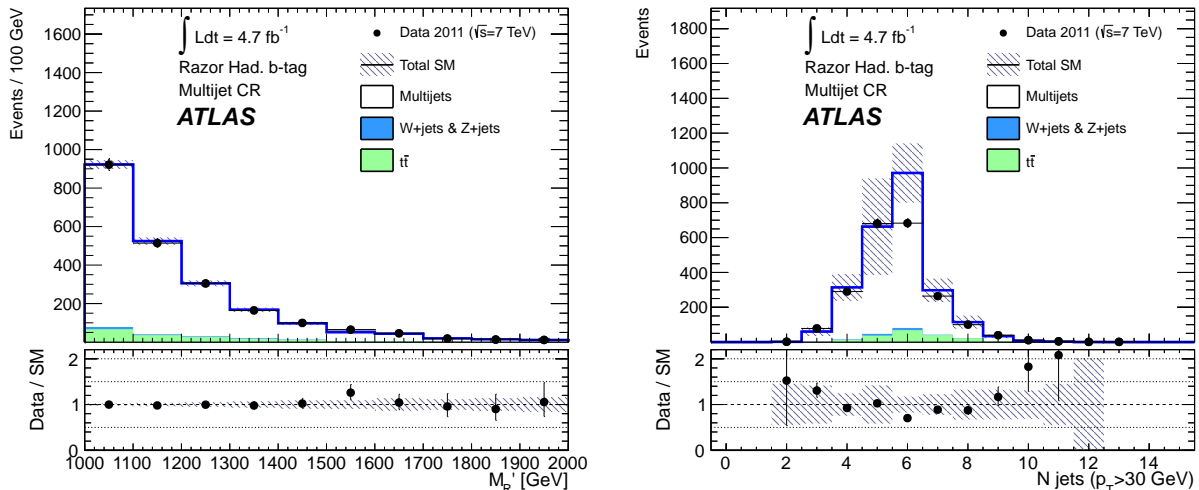 Events / 100 GeV
1600
1400
1200
1000
800
600
400
200
∫ Ldt = 4.7 fb⁻¹
Razor Had. b-tag
Multijet CR
ATLAS
Data 2011 (√s=7 TeV)
Total SM
Multijets
W+jets & Z+jets
tt̄
Data / SM
2
1
0
1000 1100 1200 1300 1400 1500 1600 1700 1800 1900 2000
M_R' [GeV]
Events
1800
1600
1400
1200
1000
800
600
400
200
∫ Ldt = 4.7 fb⁻¹
Razor Had. b-tag
Multijet CR
ATLAS
Data 2011 (√s=7 TeV)
Total SM
Multijets
W+jets & Z+jets
tt̄
Data / SM
2
1
0
0 2 4 6 8 10 12 14
N jets (p_T>30 GeV)